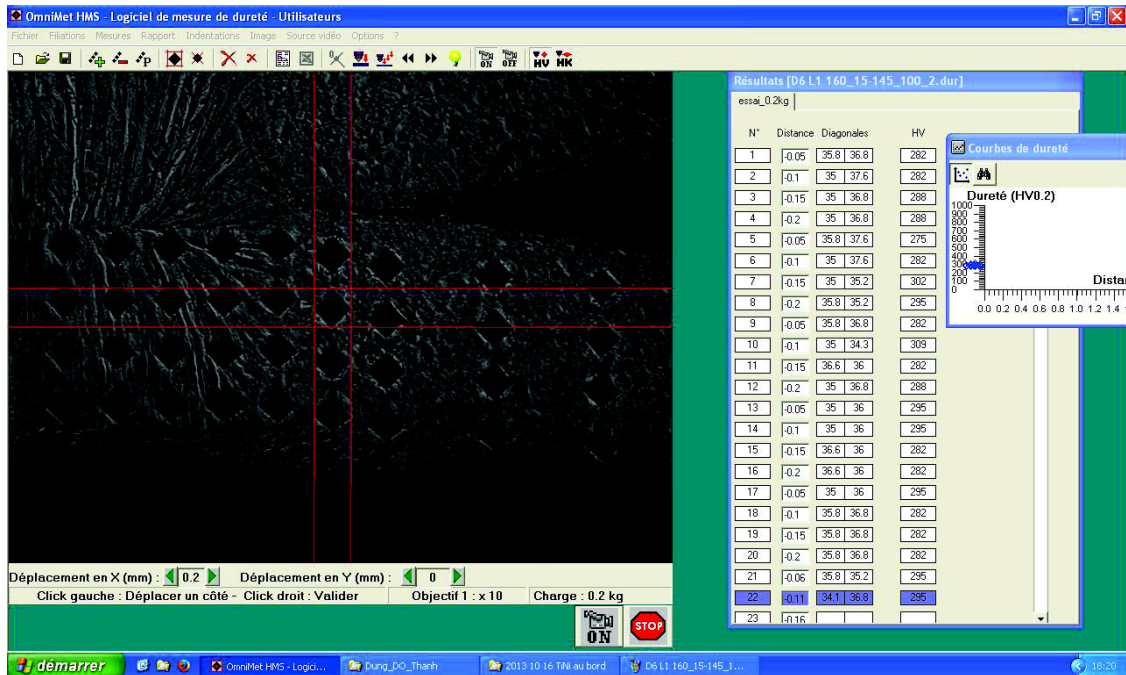 OmniMet HMS - Logiciel de mesure de dureté - Utilisateurs
Fichier Filiations Mesures Rapport Indentations Image Source vidéo Options ?
ON OFF HV HK
Résultats [D6 L1 160_15-145_100_2.dur]
essai_0.2kg
N° Distance Diagonales HV
1 -0.05 35.8 36.8 282
2 -0.1 35 37.6 282
3 -0.15 35 36.8 288
4 -0.2 35 36.8 288
5 -0.05 35.8 37.6 275
6 -0.1 35 37.6 282
7 -0.15 35 35.2 302
8 -0.2 35.8 35.2 295
9 -0.05 35.8 36.8 282
10 -0.1 35 34.3 309
11 -0.15 36.6 36 282
12 -0.2 35 36.8 288
13 -0.05 35 36 295
14 -0.1 35 36 295
15 -0.15 36.6 36 282
16 -0.2 36.6 36 282
17 -0.05 35 36 295
18 -0.1 35.8 36.8 282
19 -0.15 35.8 36.8 282
20 -0.2 35.8 36.8 282
21 -0.06 35.8 35.2 295
22 -0.11 34.1 36.8 295
23 -0.16
Courbes de dureté
Dureté (HV0.2)
1000
900
800
700
600
500
400
300
200
100
0
Dista
0.0 0.2 0.4 0.6 0.8 1.0 1.2 1.4
Déplacement en X (mm) : 0.2 Déplacement en Y (mm) : 0
Click gauche : Déplacer un côté - Click droit : Valider Objectif 1 : x 10 Charge : 0.2 kg
ON STOP
démarrer OmniMet HMS - Logici... Dung_DO_Thanh 2013 10 16 TiNi au bord D6 L1 160_15-145_1... 18:20